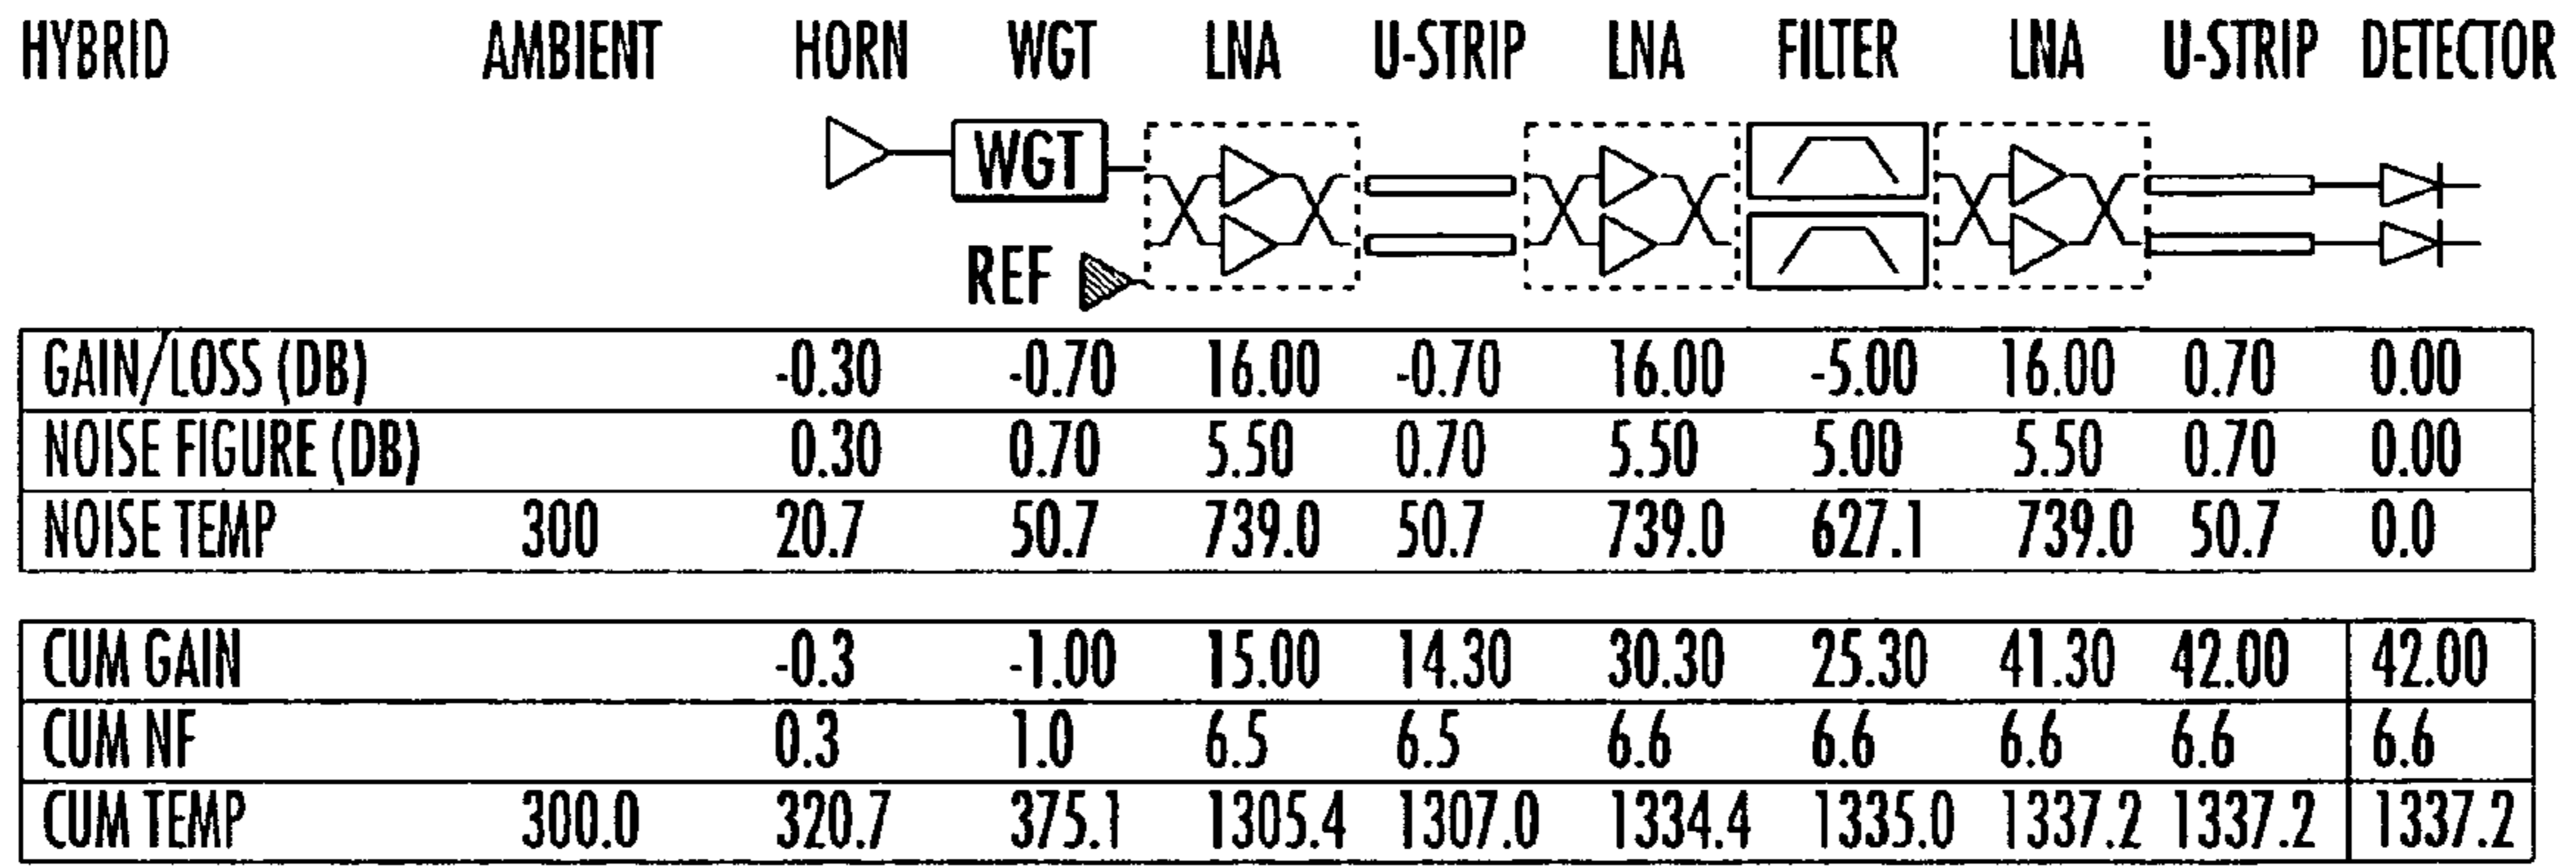 HYBRID AMBIENT HORN WGT LNA U-STRIP LNA FILTER LNA U-STRIP DETECTOR
WGT
REF
GAIN/LOSS (DB) -0.30 -0.70 16.00 -0.70 16.00 -5.00 16.00 0.70 0.00
NOISE FIGURE (DB) 0.30 0.70 5.50 0.70 5.50 5.00 5.50 0.70 0.00
NOISE TEMP 300 20.7 50.7 739.0 50.7 739.0 627.1 739.0 50.7 0.0
CUM GAIN -0.3 -1.00 15.00 14.30 30.30 25.30 41.30 42.00 42.00
CUM NF 0.3 1.0 6.5 6.5 6.6 6.6 6.6 6.6 6.6
CUM TEMP 300.0 320.7 375.1 1305.4 1307.0 1334.4 1335.0 1337.2 1337.2 1337.2